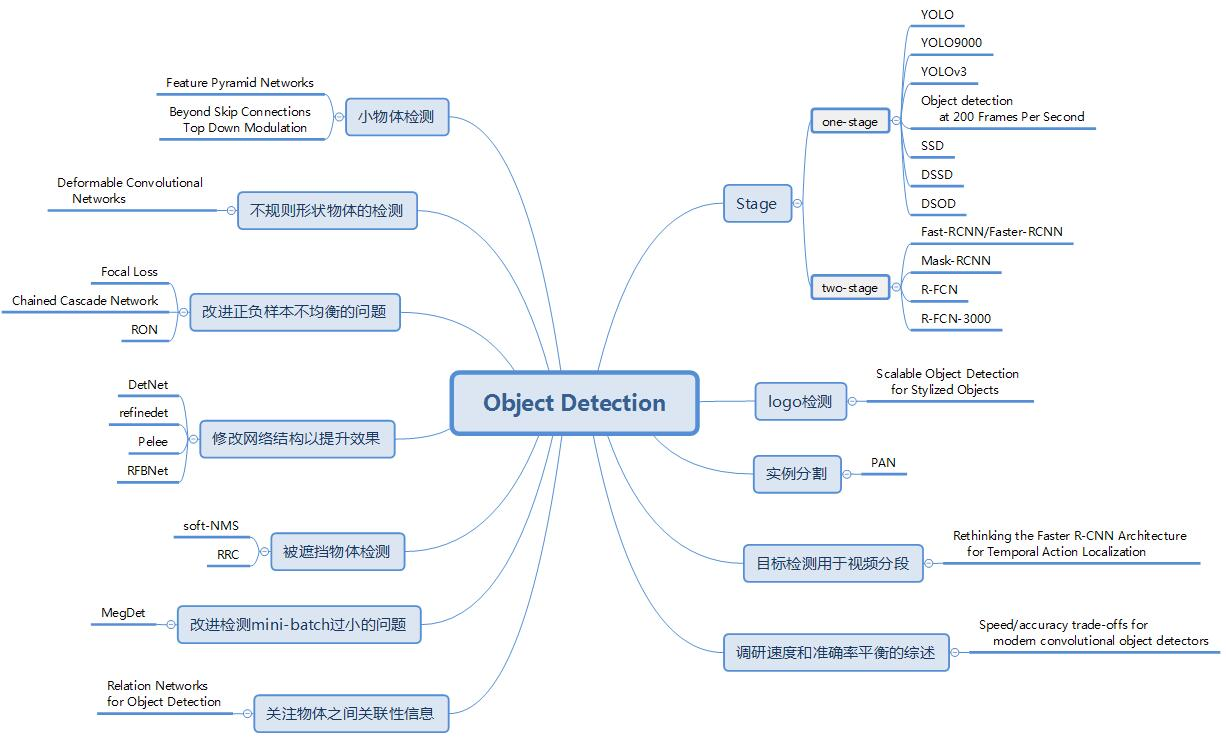 Object Detection
Stage
one-stage
YOLO
YOLO9000
YOLOv3
Object detection
at 200 Frames Per Second
SSD
DSSD
DSOD
two-stage
Fast-RCNN/Faster-RCNN
Mask-RCNN
R-FCN
R-FCN-3000
logo检测
Scalable Object Detection
for Stylized Objects
实例分割
PAN
目标检测用于视频分段
Rethinking the Faster R-CNN Architecture
for Temporal Action Localization
调研速度和准确率平衡的综述
Speed/accuracy trade-offs for
modern convolutional object detectors
小物体检测
Feature Pyramid Networks
Beyond Skip Connections
Top Down Modulation
不规则形状物体的检测
Deformable Convolutional
Networks
改进正负样本不均衡的问题
Focal Loss
Chained Cascade Network
RON
修改网络结构以提升效果
DetNet
refinedet
Pelee
RFBNet
被遮挡物体检测
soft-NMS
RRC
改进检测mini-batch过小的问题
MegDet
关注物体之间关联性信息
Relation Networks
for Object Detection